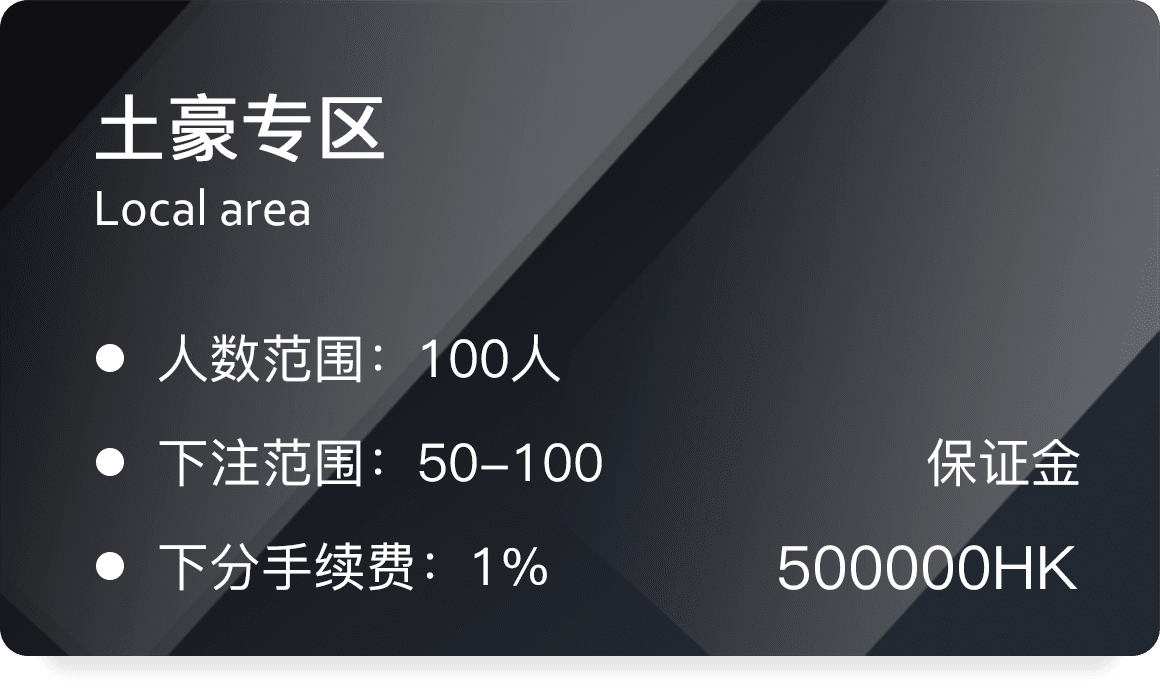 土豪专区
Local area
人数范围：100人
下注范围：50–100
保证金
下分手续费：1%
500000HK